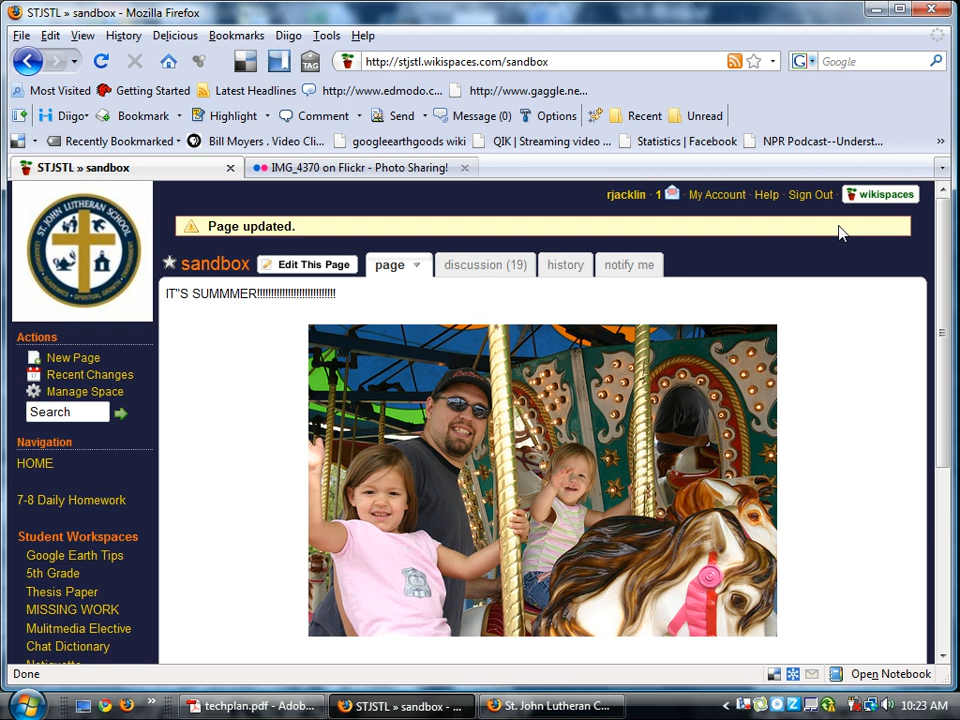 STJSTL » sandbox - Mozilla Firefox
File Edit View History Delicious Bookmarks Diigo Tools Help
TAG http://stjstl.wikispaces.com/sandbox G Google
Most Visited Getting Started Latest Headlines http://www.edmodo.c... http://www.gaggle.ne...
Diigo Bookmark Highlight Comment Send Message (0) Options Recent Unread
Recently Bookmarked Bill Moyers . Video Cli... googleearthgoods wiki QIK | Streaming video ... Statistics | Facebook NPR Podcast--Underst... »
STJSTL » sandbox IMG_4370 on Flickr - Photo Sharing!
ST. JOHN LUTHERAN SCHOOL
LEADERSHIP · ACADEMICS · SPIRITUAL GROWTH
rjacklin · 1 · My Account · Help · Sign Out · wikispaces
Page updated.
sandbox Edit This Page page discussion (19) history notify me
IT"S SUMMMER!!!!!!!!!!!!!!!!!!!!!!!!!!!!
Actions
New Page
Recent Changes
Manage Space
Search
Navigation
HOME
7-8 Daily Homework
Student Workspaces
Google Earth Tips
5th Grade
Thesis Paper
MISSING WORK
Mulitmedia Elective
Chat Dictionary
Netiquette
Done Open Notebook
» techplan.pdf - Adob... STJSTL » sandbox - ... St. John Lutheran C... 10:23 AM